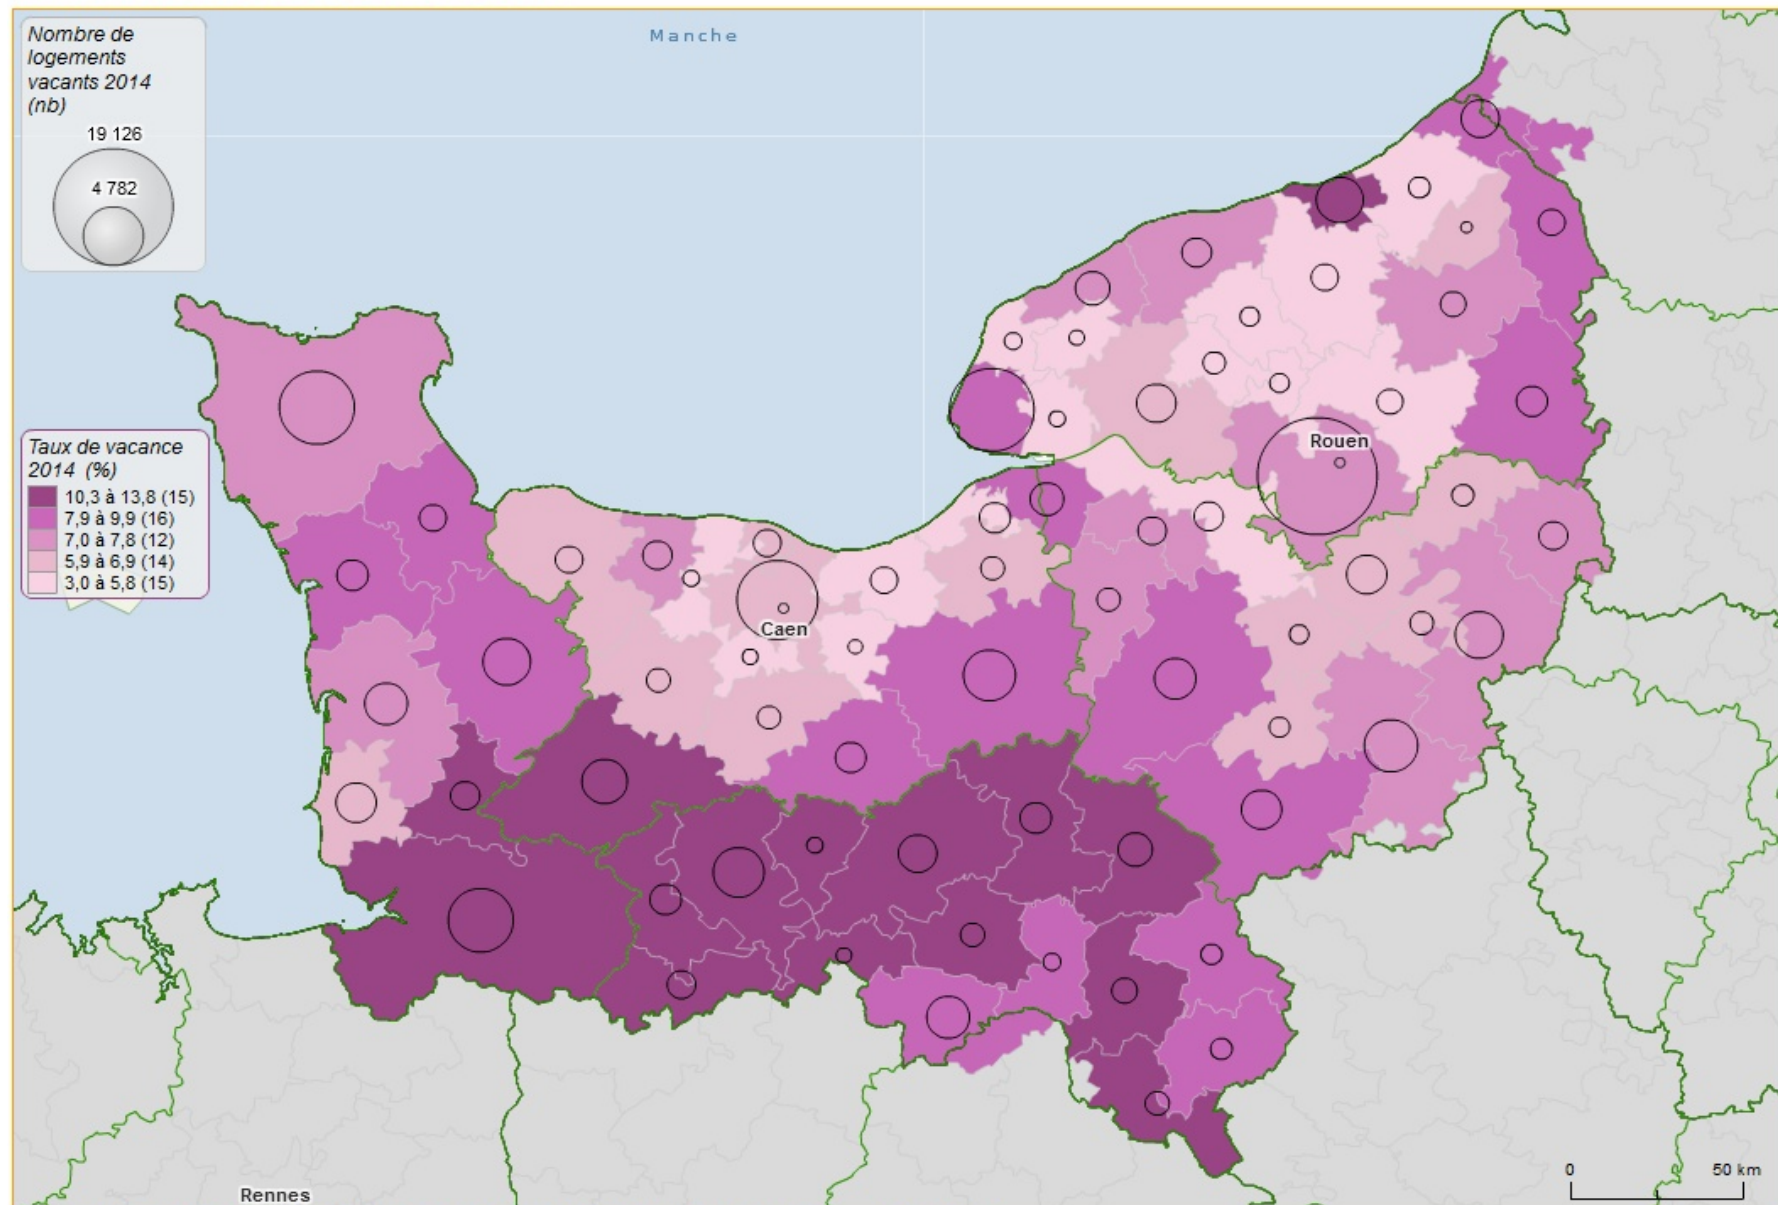 Nombre de
logements
vacants 2014
(nb)
19 126
4 782
Manche
Taux de vacance
2014 (%)
10,3 à 13,8 (15)
7,9 à 9,9 (16)
7,0 à 7,8 (12)
5,9 à 6,9 (14)
3,0 à 5,8 (15)
Rouen
Caen
Rennes
0 50 km